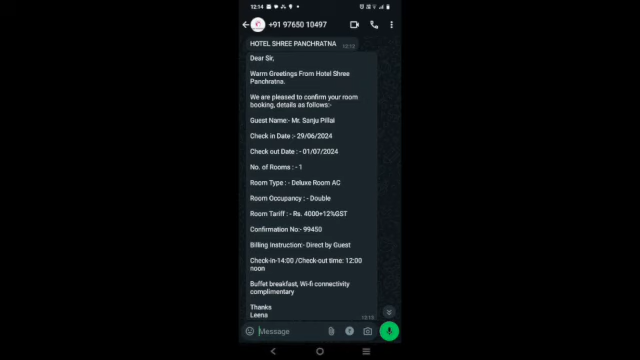 12:14
+91 97650 10497
HOTEL SHREE PANCHRATNA
12:12
Dear Sir,
Warm Greetings From Hotel Shree
Panchratna.
We are pleased to confirm your room
booking, details as follows:-
Guest Name:- Mr. Sanju Pillai
Check in Date :- 29/06/2024
Check out Date : - 01/07/2024
No. of Rooms : - 1
Room Type : - Deluxe Room AC
Room Occupancy : - Double
Room Tariff : - Rs. 4000+12%GST
Confirmation No:- 99450
Billing Instruction:- Direct by Guest
Check-in-14:00 /Check-out time: 12:00
noon
Buffet breakfast, Wi-fi connectivity
complimentary
Thanks
Leena
12:13
Message